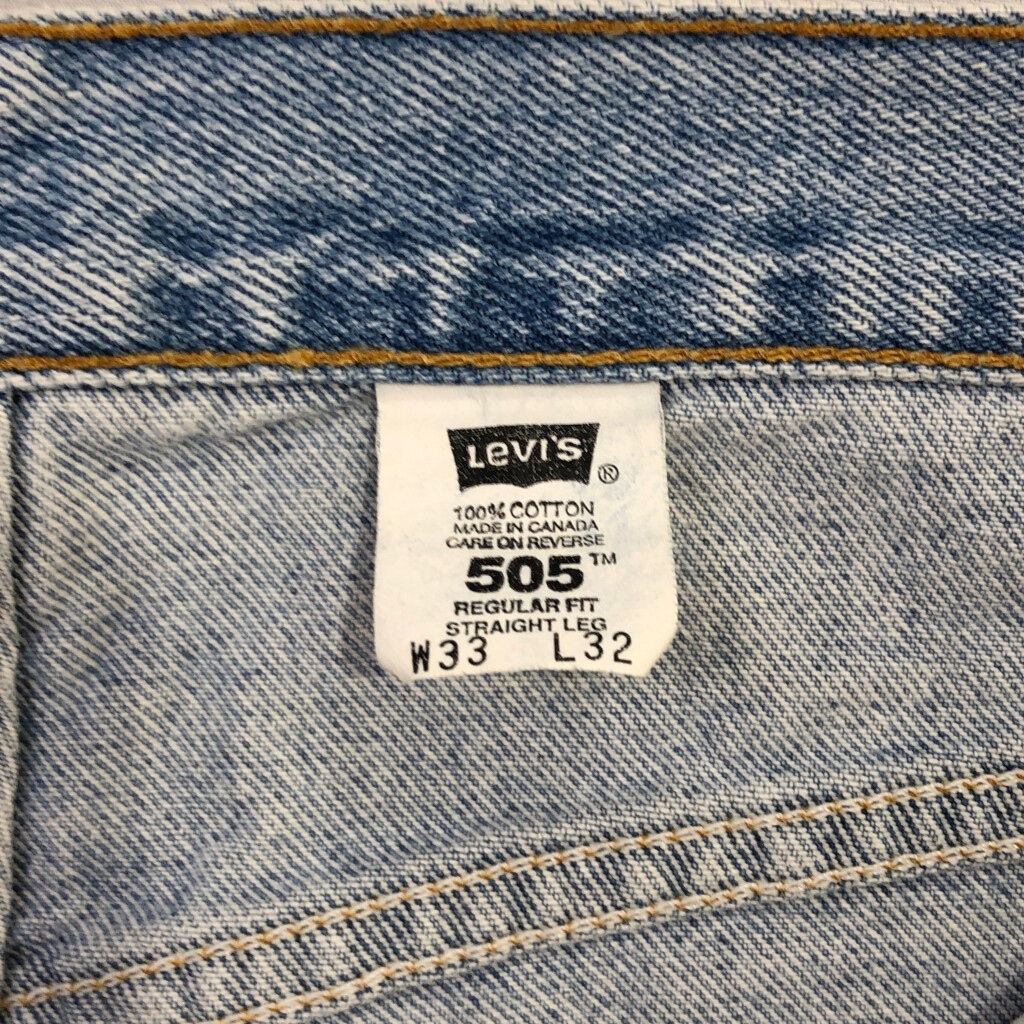 Levi's
®
100% COTTON
MADE IN CANADA
CARE ON REVERSE
505™
REGULAR FIT
STRAIGHT LEG
W33 L32